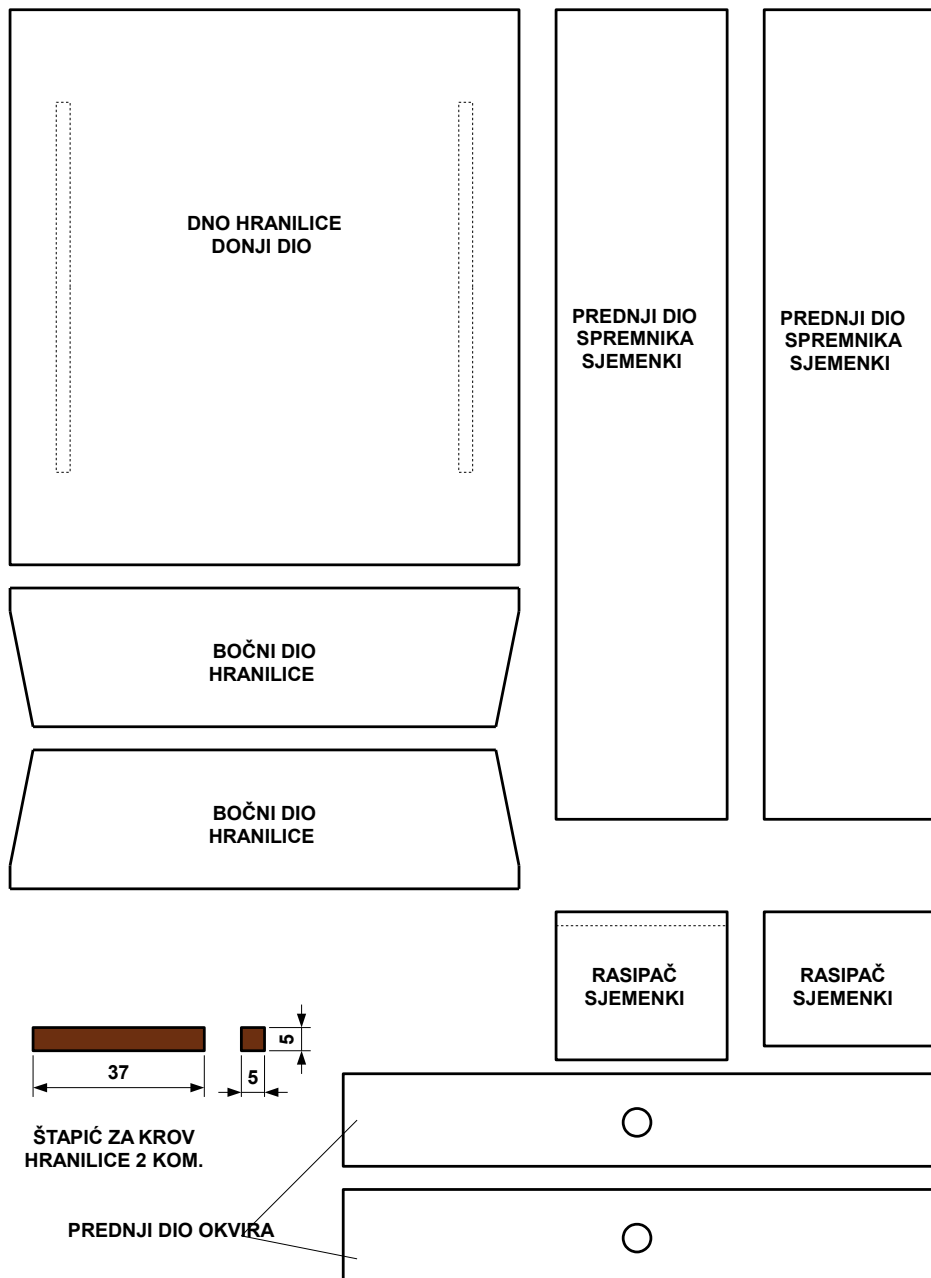 DNO HRANILICE
DONJI DIO
PREDNJI DIO
SPREMNIKA
SJEMENKI
PREDNJI DIO
SPREMNIKA
SJEMENKI
BOČNI DIO
HRANILICE
BOČNI DIO
HRANILICE
RASIPAČ
SJEMENKI
RASIPAČ
SJEMENKI
5
37
5
ŠTAPIĆ ZA KROV
HRANILICE 2 KOM.
PREDNJI DIO OKVIRA